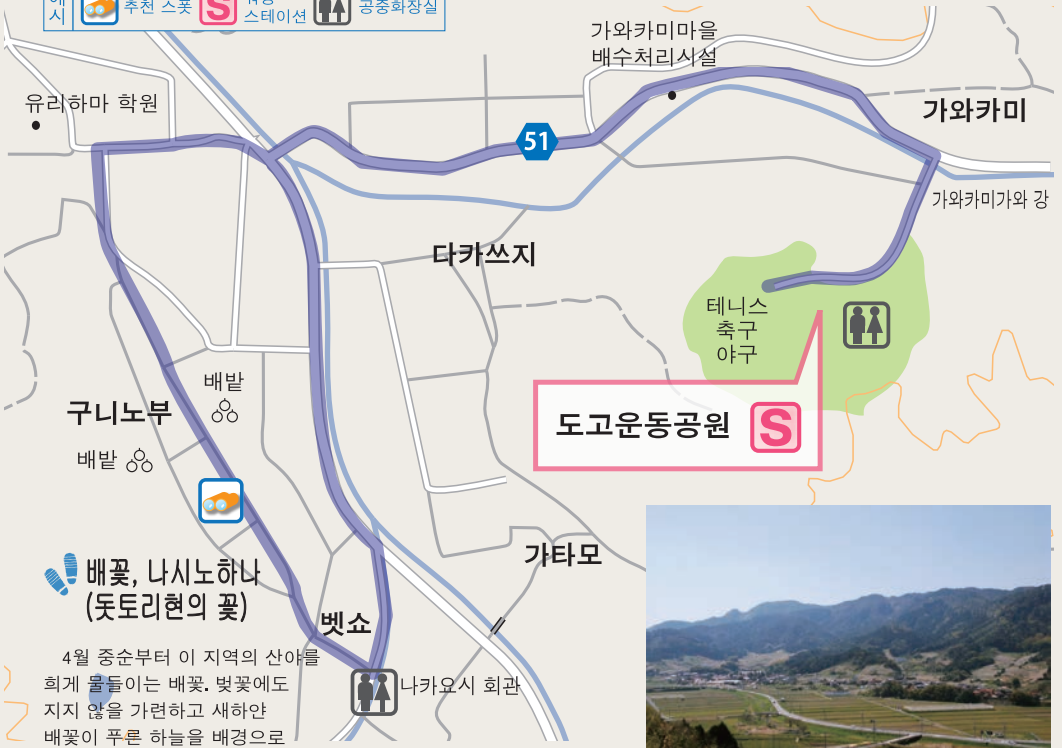 추천 스폿
S
스테이션
공중화장실
가와카미마을
배수처리시설
유리하마 학원
가와카미
51
가와카미가와 강
다카쓰지
테니스
축구
야구
배밭
구니노부
도고운동공원 S
배밭
가타모
배꽃, 나시노하나
(돗토리현의 꽃)
벳쇼
4월 중순부터 이 지역의 산야를
희게 물들이는 배꽃. 벚꽃에도
나카요시 회관
지지 않을 가련하고 새하얀
배꽃이 푸른 하늘을 배경으로